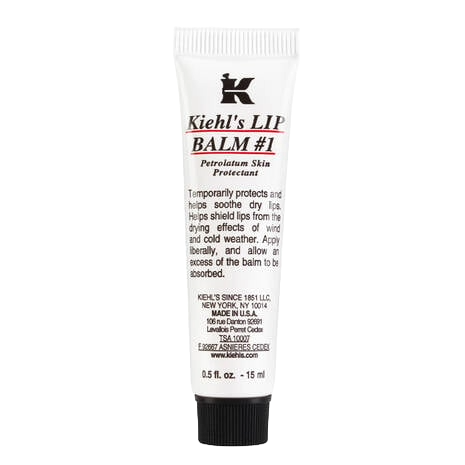 K
Kiehl's LIP
BALM #1
Petrolatum Skin
Protectant
Temporarily protects and
helps soothe dry lips.
Helps shield lips from the
drying effects of wind
and cold weather. Apply
liberally, and allow an
excess of the balm to be
absorbed.
KIEHL'S SINCE 1851 LLC,
NEW YORK, NY 10014
MADE IN U.S.A.
106 rue Danton 92691
Levallois Perret Cedex
TSA 10007
F 92667 ASNIERES CEDEX
www.kiehls.com
0.5 fl. oz. - 15 ml